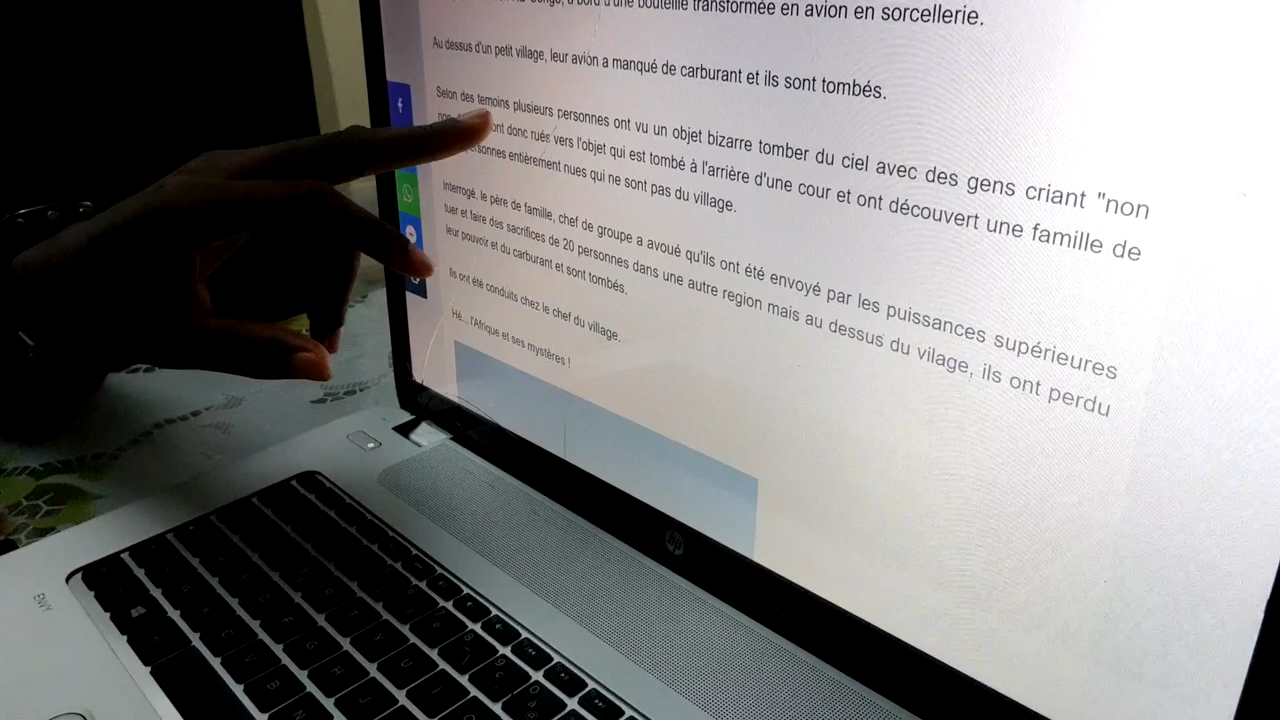 à bord d'une bouteille transformée en avion en sorcellerie.
Au dessus d'un petit village, leur avion a manqué de carburant et ils sont tombés.
Selon des temoins plusieurs personnes ont vu un objet bizarre tomber du ciel avec des gens criant "non
ont donc rués vers l'objet qui est tombé à l'arrière d'une cour et ont découvert une famille de
personnes entièrement nues qui ne sont pas du village.
Interrogé, le père de famille, chef de groupe a avoué qu'ils ont été envoyé par les puissances supérieures
tuer et faire des sacrifices de 20 personnes dans une autre region mais au dessus du vilage, ils ont perdu
leur pouvoir et du carburant et sont tombés.
Ils ont été conduits chez le chef du village.
Hé... l'Afrique et ses mystères !
hp
ENVY